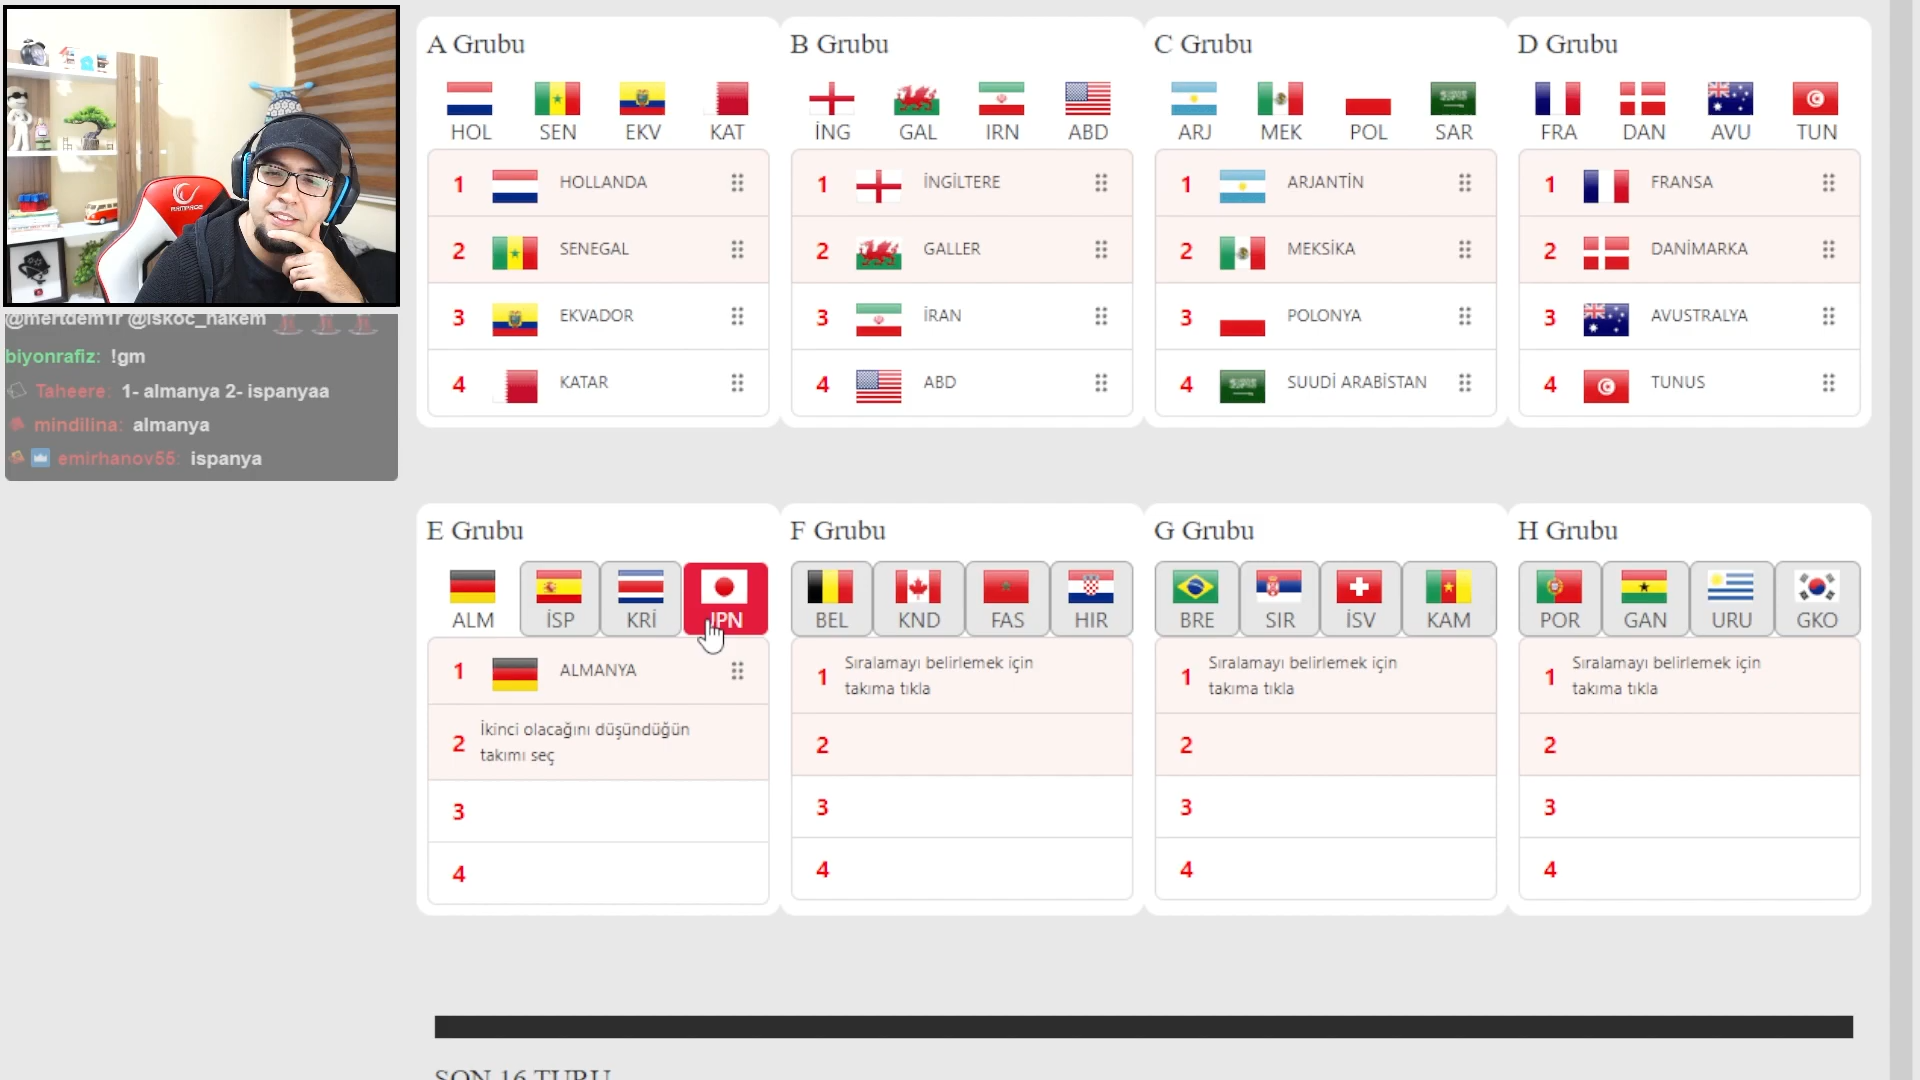 RAMPAGE
@mertdem1r @iskoc_hakem
biyonrafiz: !gm
Taheere: 1- almanya 2- ispanyaa
mindilina: almanya
emirhanov55: ispanya
A Grubu
HOL SEN EKV KAT
1 HOLLANDA
2 SENEGAL
3 EKVADOR
4 KATAR
B Grubu
İNG GAL IRN ABD
1 İNGİLTERE
2 GALLER
3 İRAN
4 ABD
C Grubu
ARJ MEK POL SAR
1 ARJANTİN
2 MEKSİKA
3 POLONYA
4 SUUDİ ARABİSTAN
D Grubu
FRA DAN AVU TUN
1 FRANSA
2 DANİMARKA
3 AVUSTRALYA
4 TUNUS
E Grubu
ALM İSP KRİ JPN
1 ALMANYA
2 İkinci olacağını düşündüğün
takımı seç
3
4
F Grubu
BEL KND FAS HIR
1 Sıralamayı belirlemek için
takıma tıkla
2
3
4
G Grubu
BRE SIR İSV KAM
1 Sıralamayı belirlemek için
takıma tıkla
2
3
4
H Grubu
POR GAN URU GKO
1 Sıralamayı belirlemek için
takıma tıkla
2
3
4
SON 16 TURU